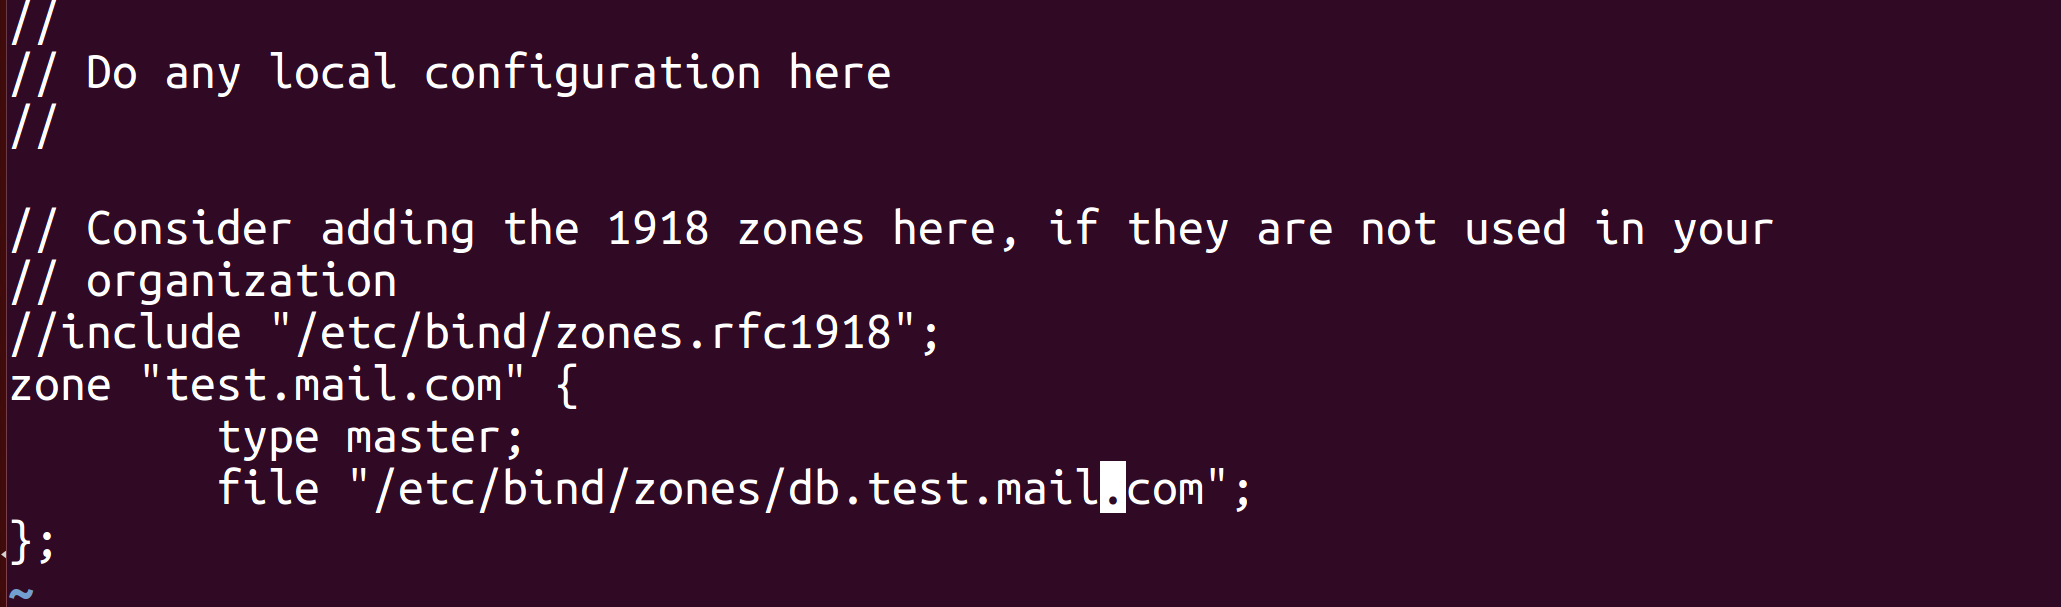 //
// Do any local configuration here
//

// Consider adding the 1918 zones here, if they are not used in your
// organization
//include "/etc/bind/zones.rfc1918";
zone "test.mail.com" {
        type master;
        file "/etc/bind/zones/db.test.mail.com";
};
~